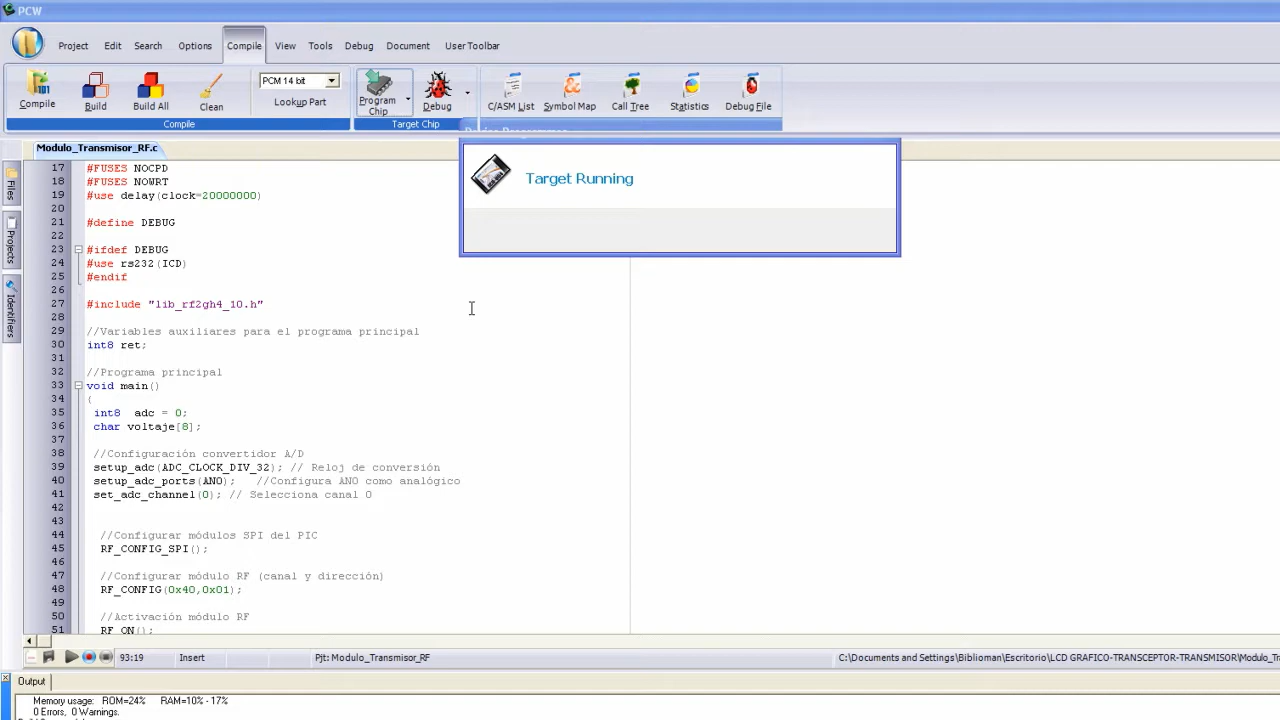 PCW
Project Edit Search Options Compile View Tools Debug Document User Toolbar
Compile Build Build All Clean PCM 14 bit Lookup Part Program Chip Debug C/ASM List Symbol Map Call Tree Statistics Debug File
Compile Target Chip
Modulo_Transmisor_RF.c
Target Running
Files
Projects
Identifiers
17 #FUSES NOCPD
18 #FUSES NOWRT
19 #use delay(clock=20000000)
20
21 #define DEBUG
22
23 #ifdef DEBUG
24 #use rs232(ICD)
25 #endif
26
27 #include "lib_rf2gh4_10.h"
28
29 //Variables auxiliares para el programa principal
30 int8 ret;
31
32 //Programa principal
33 void main()
34 {
35 int8 adc = 0;
36 char voltaje[8];
37
38 //Configuración convertidor A/D
39 setup_adc(ADC_CLOCK_DIV_32); // Reloj de conversión
40 setup_adc_ports(AN0); //Configura AN0 como analógico
41 set_adc_channel(0); // Selecciona canal 0
42
43
44 //Configurar módulos SPI del PIC
45 RF_CONFIG_SPI();
46
47 //Configurar módulo RF (canal y dirección)
48 RF_CONFIG(0x40,0x01);
49
50 //Activación módulo RF
51 RF_ON();
93:19 Insert Pjt: Modulo_Transmisor_RF C:\Documents and Settings\Biblioman\Escritorio\LCD GRAFICO-TRANSCEPTOR-TRANSMISOR\Modulo_Tra
Output
Memory usage: ROM=24% RAM=10% - 17%
0 Errors, 0 Warnings.